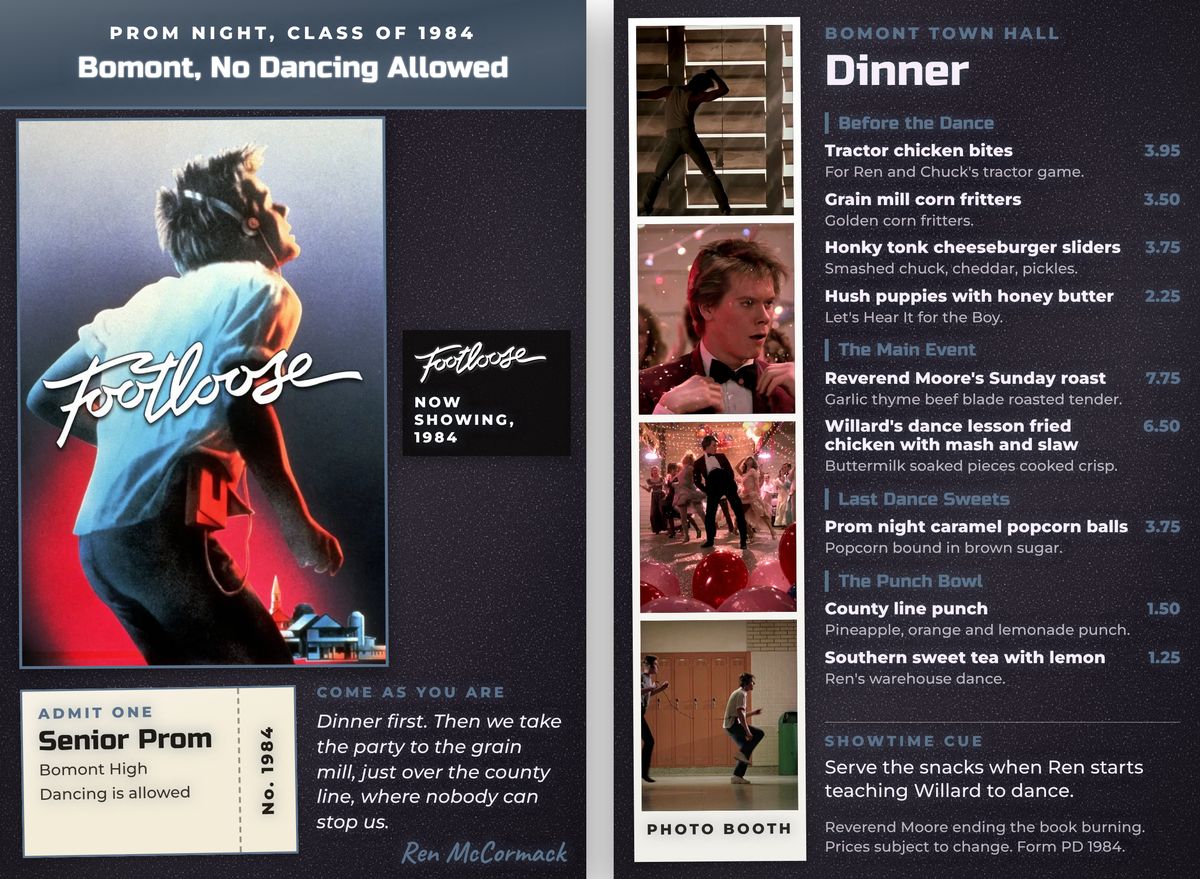 PROM NIGHT, CLASS OF 1984
Bomont, No Dancing Allowed
Footloose
Footloose
NOW
SHOWING,
1984
ADMIT ONE
Senior Prom
Bomont High
Dancing is allowed
No. 1984
COME AS YOU ARE
Dinner first. Then we take
the party to the grain
mill, just over the county
line, where nobody can
stop us.
Ren McCormack
PHOTO BOOTH
BOMONT TOWN HALL
Dinner
Before the Dance
Tractor chicken bites 3.95
For Ren and Chuck's tractor game.
Grain mill corn fritters 3.50
Golden corn fritters.
Honky tonk cheeseburger sliders 3.75
Smashed chuck, cheddar, pickles.
Hush puppies with honey butter 2.25
Let's Hear It for the Boy.
The Main Event
Reverend Moore's Sunday roast 7.75
Garlic thyme beef blade roasted tender.
Willard's dance lesson fried 6.50
chicken with mash and slaw
Buttermilk soaked pieces cooked crisp.
Last Dance Sweets
Prom night caramel popcorn balls 3.75
Popcorn bound in brown sugar.
The Punch Bowl
County line punch 1.50
Pineapple, orange and lemonade punch.
Southern sweet tea with lemon 1.25
Ren's warehouse dance.
SHOWTIME CUE
Serve the snacks when Ren starts
teaching Willard to dance.
Reverend Moore ending the book burning.
Prices subject to change. Form PD 1984.